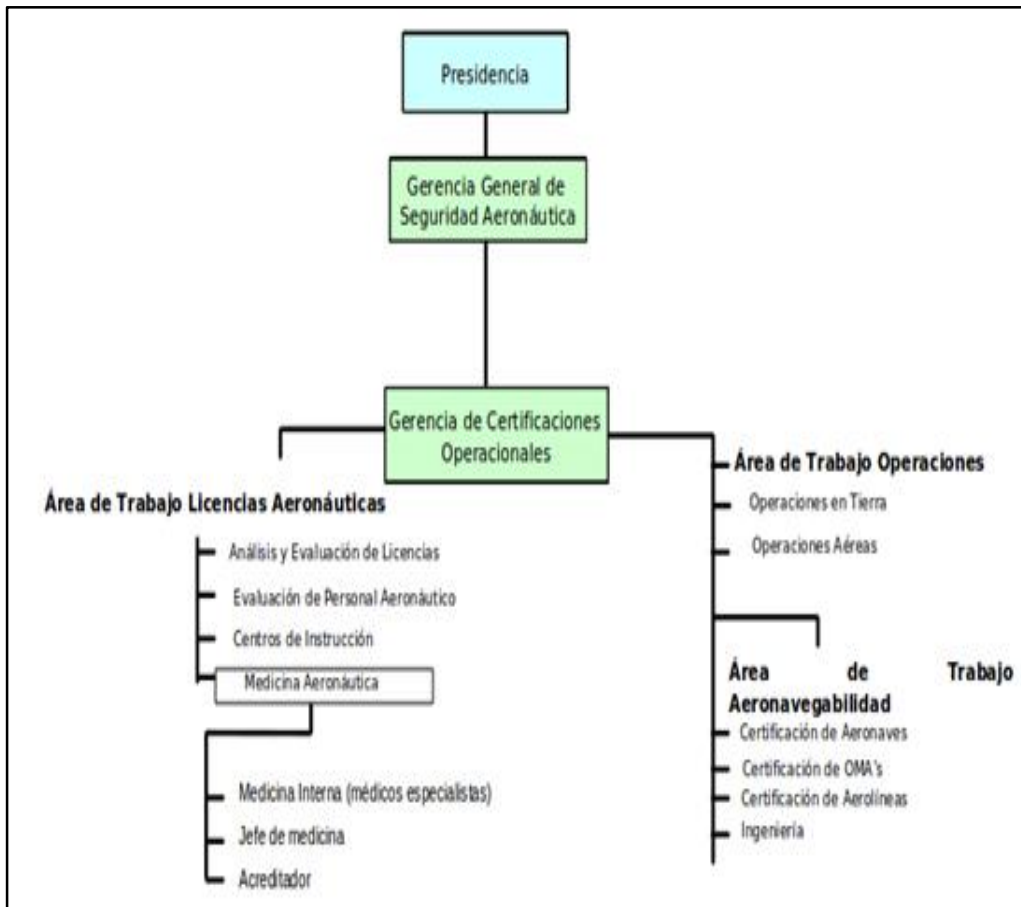 Presidencia
Gerencia General de
Seguridad Aeronáutica
Gerencia de Certificaciones
Operacionales
Área de Trabajo Licencias Aeronáuticas
Análisis y Evaluación de Licencias
Evaluación de Personal Aeronáutico
Centros de Instrucción
Medicina Aeronáutica
Medicina Interna (médicos especialistas)
Jefe de medicina
Acreditador
Área de Trabajo Operaciones
Operaciones en Tierra
Operaciones Aéreas
Área de Trabajo
Aeronavegabilidad
Certificación de Aeronaves
Certificación de OMA's
Certificación de Aerolíneas
Ingeniería